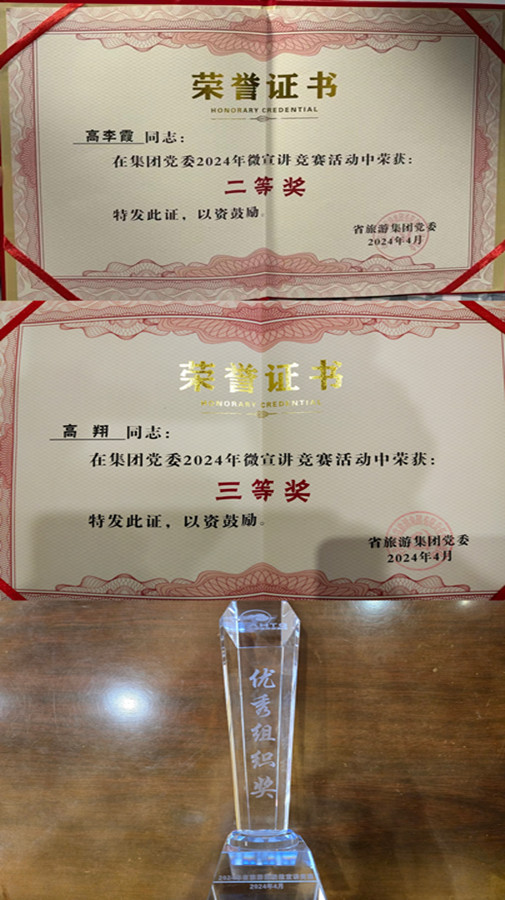 荣誉证书
HONORARY CREDENTIAL
高李霞 同志：
在集团党委2024年微宣讲竞赛活动中荣获：
二等奖
特发此证，以资鼓励。
省旅游集团党委
2024年4月
荣誉证书
HONORARY CREDENTIAL
高 翔 同志：
在集团党委2024年微宣讲竞赛活动中荣获：
三等奖
特发此证，以资鼓励。
省旅游集团党委
2024年4月
优秀组织奖
2024年4月